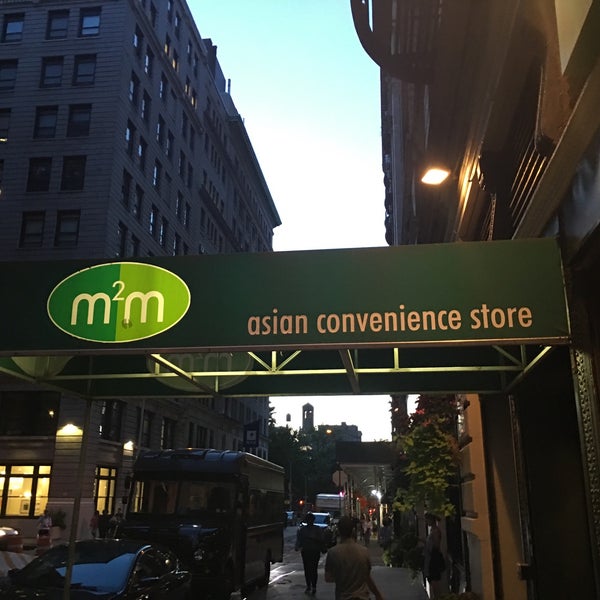 m²m
asian convenience store